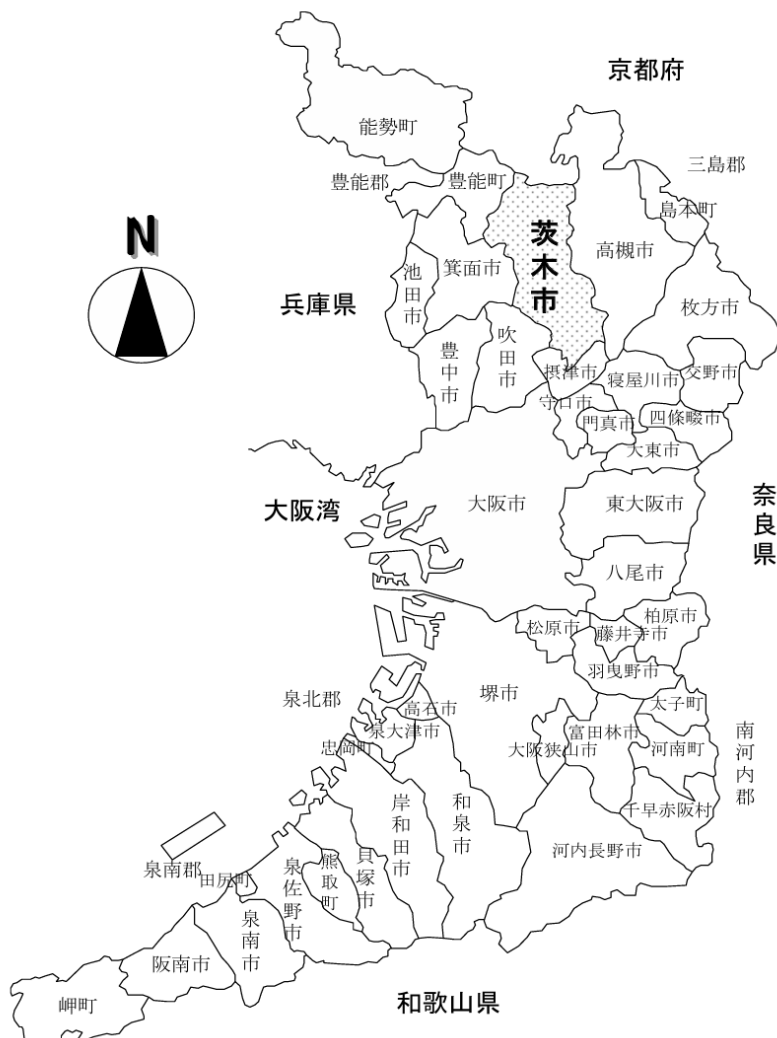 京都府
能勢町
三島郡
豊能郡
豊能町
島本町
N
茨木市
高槻市
池田市
箕面市
兵庫県
枚方市
吹田市
豊中市
摂津市
寝屋川市
交野市
守口市
門真市
四條畷市
大東市
大阪湾
大阪市
東大阪市
奈良県
八尾市
柏原市
松原市
藤井寺市
羽曳野市
泉北郡
堺市
高石市
太子町
泉大津市
富田林市
忠岡町
大阪狭山市
河南町
南河内郡
岸和田市
和泉市
千早赤阪村
河内長野市
熊取町
貝塚市
泉佐野市
泉南郡
田尻町
泉南市
阪南市
岬町
和歌山県